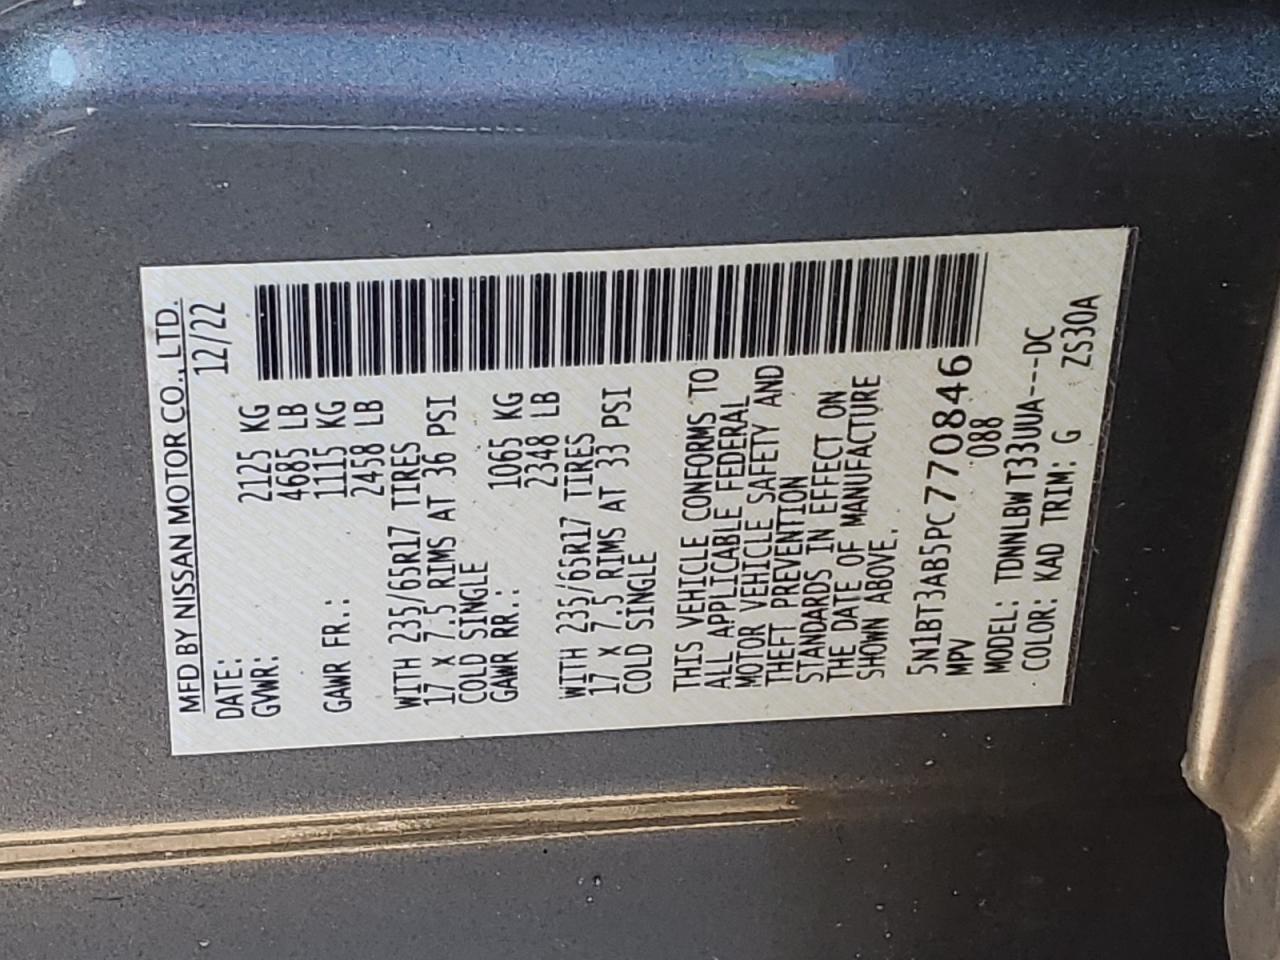 MFD BY NISSAN MOTOR CO., LTD.
DATE: 12/22
GVWR: 2125 KG
4685 LB
GAWR FR.: 1115 KG
2458 LB
WITH 235/65R17 TIRES
17 X 7.5 RIMS AT 36 PSI
COLD SINGLE
GAWR RR.: 1065 KG
2348 LB
WITH 235/65R17 TIRES
17 X 7.5 RIMS AT 33 PSI
COLD SINGLE
THIS VEHICLE CONFORMS TO
ALL APPLICABLE FEDERAL
MOTOR VEHICLE SAFETY AND
THEFT PREVENTION
STANDARDS IN EFFECT ON
THE DATE OF MANUFACTURE
SHOWN ABOVE.
5N1BT3AB5PC770846
MPV 088
MODEL: TDNNLBW T33UUA---DC
COLOR: KAD TRIM: G ZS30A